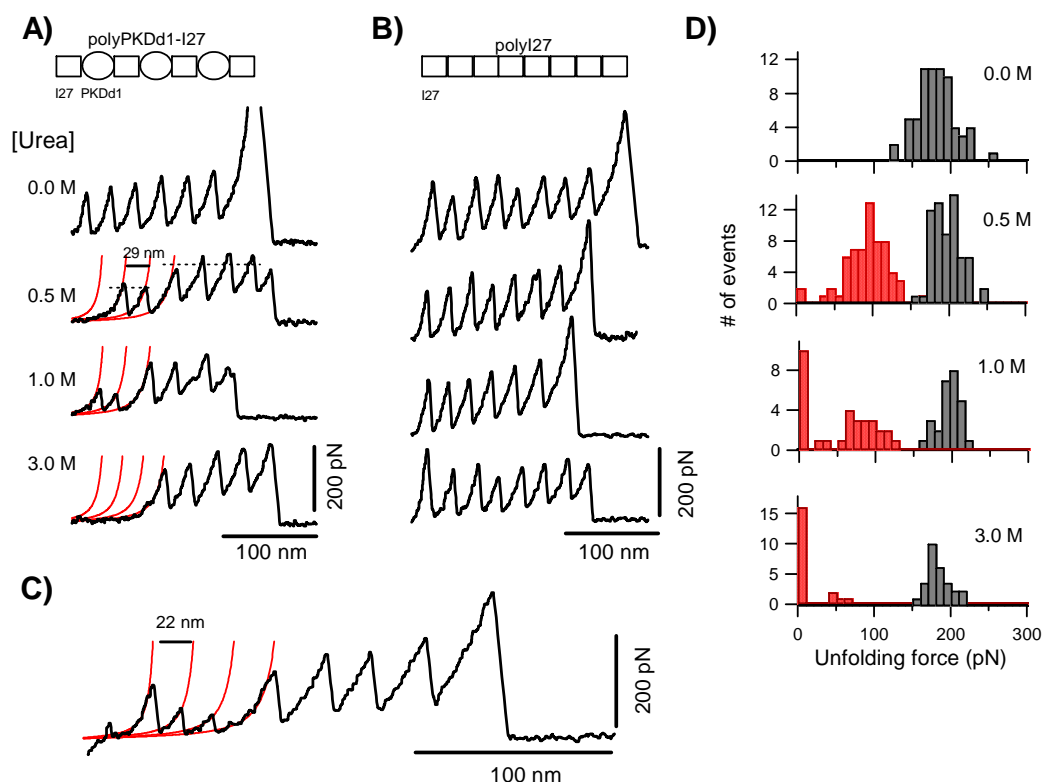 A)
polyPKDd1-I27
I27 PKDd1
[Urea]
0.0 M
29 nm
0.5 M
1.0 M
3.0 M
200 pN
100 nm
B)
polyI27
I27
200 pN
100 nm
C)
22 nm
200 pN
100 nm
D)
# of events
12
8
4
0
0.0 M
12
8
4
0
0.5 M
8
4
0
1.0 M
15
10
5
0
3.0 M
0 100 200 300
Unfolding force (pN)